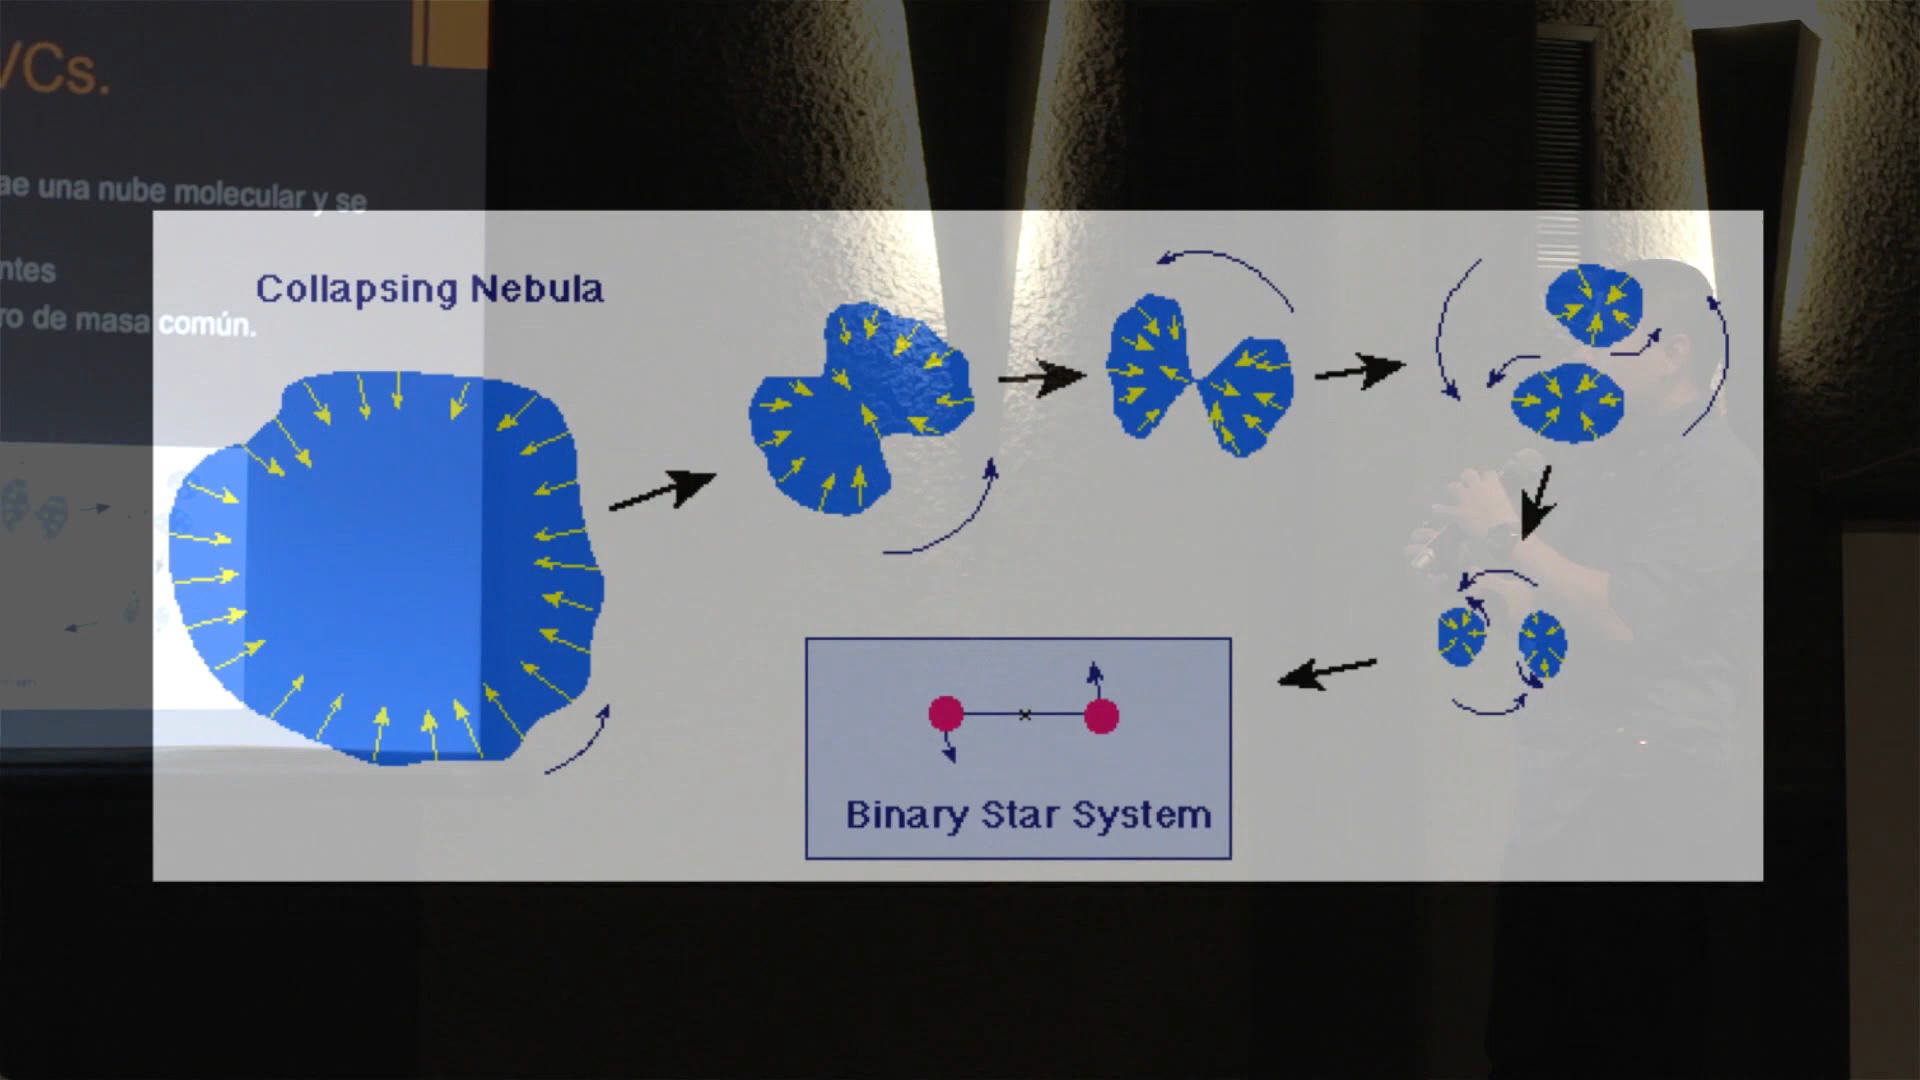 /Cs.
ae una nube molecular y se
ntes
ro de masa común.
Collapsing Nebula
Binary Star System